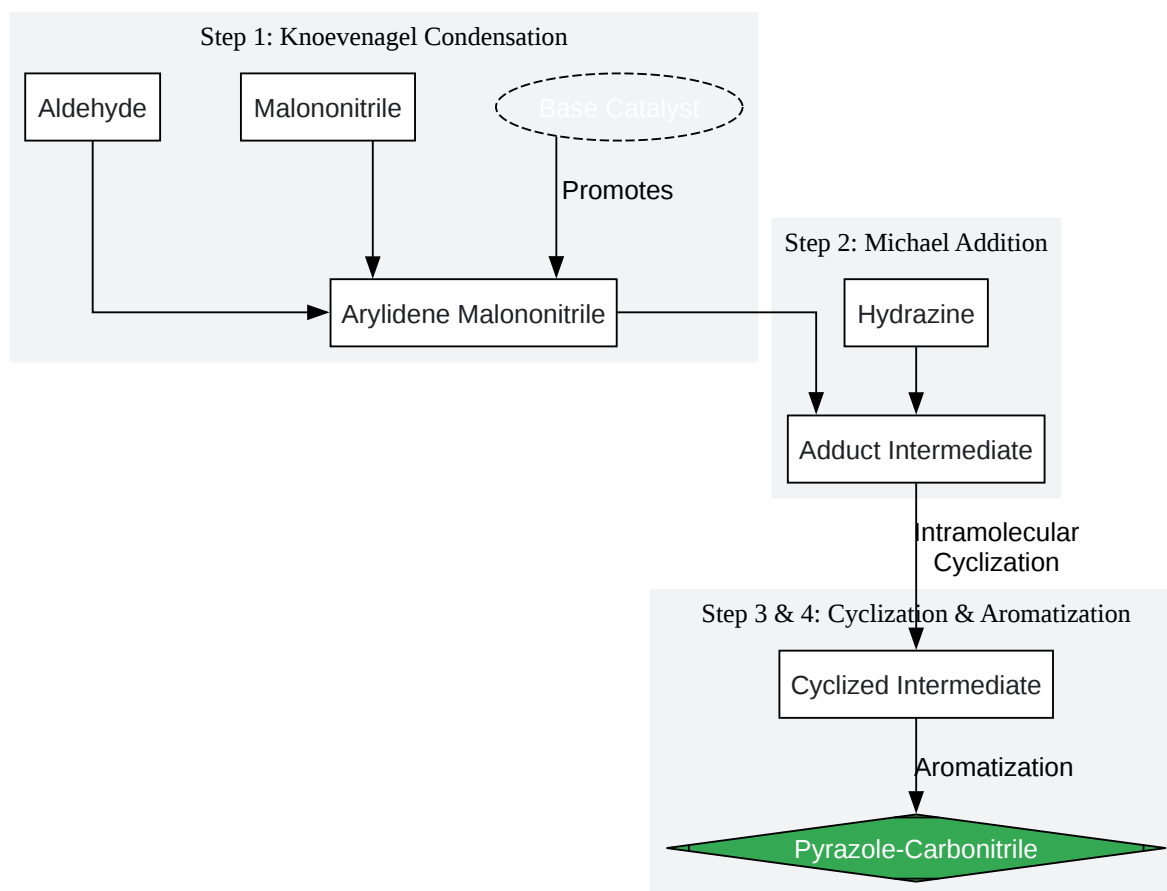 Step 1: Knoevenagel Condensation
Aldehyde
Malononitrile
Base Catalyst
Promotes
Arylidene Malononitrile
Step 2: Michael Addition
Hydrazine
Adduct Intermediate
Intramolecular
Cyclization
Step 3 & 4: Cyclization & Aromatization
Cyclized Intermediate
Aromatization
Pyrazole-Carbonitrile